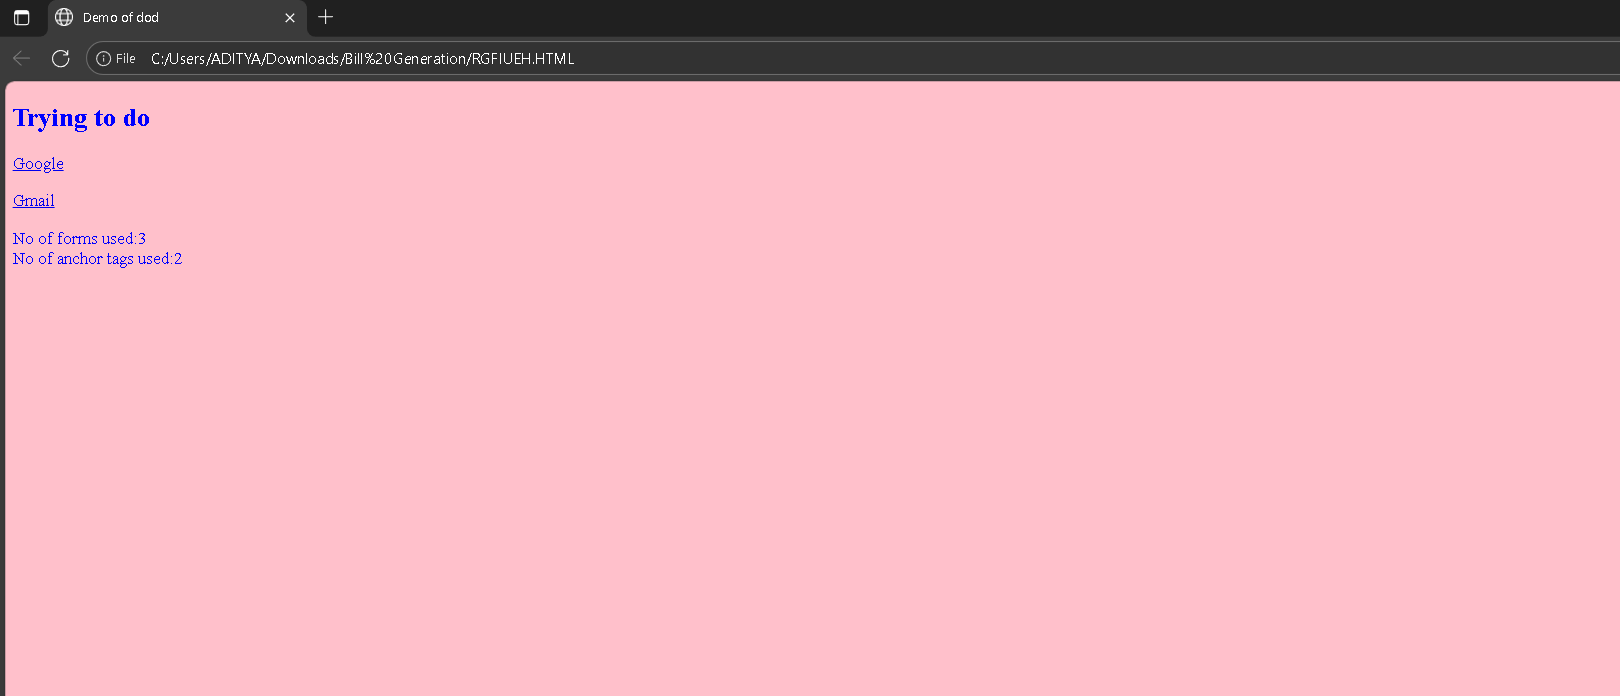 Demo of dod
File C:/Users/ADITYA/Downloads/Bill%20Generation/RGFIUEH.HTML
Trying to do
Google
Gmail
No of forms used:3
No of anchor tags used:2